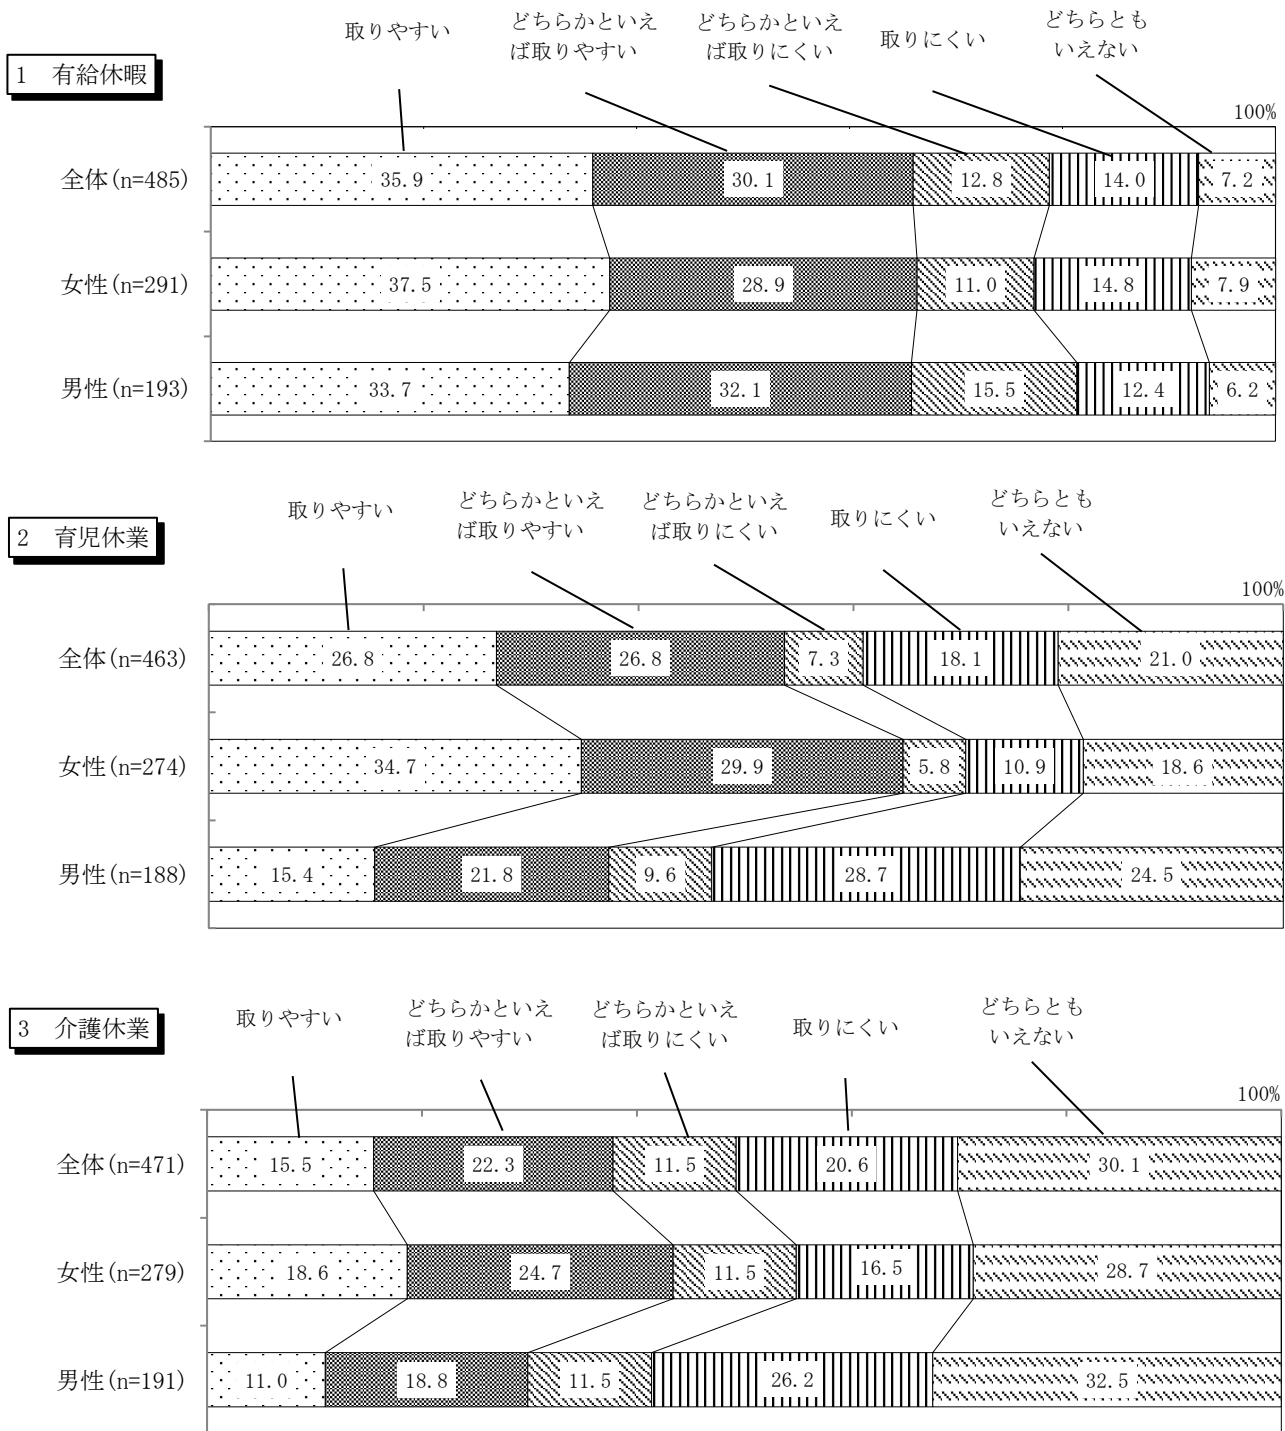 1 有給休暇
取りやすい
どちらかといえ
ば取りやすい
どちらかといえ
ば取りにくい
取りにくい
どちらとも
いえない
100%
全体(n=485)
35.9
30.1
12.8
14.0
7.2
女性(n=291)
37.5
28.9
11.0
14.8
7.9
男性(n=193)
33.7
32.1
15.5
12.4
6.2
2 育児休業
取りやすい
どちらかといえ
ば取りやすい
どちらかといえ
ば取りにくい
取りにくい
どちらとも
いえない
100%
全体(n=463)
26.8
26.8
7.3
18.1
21.0
女性(n=274)
34.7
29.9
5.8
10.9
18.6
男性(n=188)
15.4
21.8
9.6
28.7
24.5
3 介護休業
取りやすい
どちらかといえ
ば取りやすい
どちらかといえ
ば取りにくい
取りにくい
どちらとも
いえない
100%
全体(n=471)
15.5
22.3
11.5
20.6
30.1
女性(n=279)
18.6
24.7
11.5
16.5
28.7
男性(n=191)
11.0
18.8
11.5
26.2
32.5